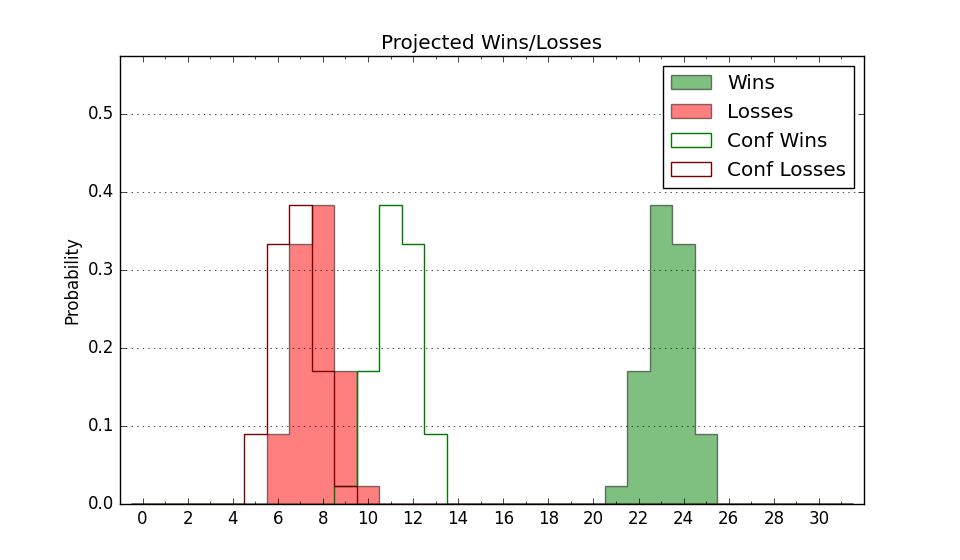 Projected Wins/Losses
Wins
Losses
Conf Wins
Conf Losses
Probability
0.5
0.4
0.3
0.2
0.1
0.0
0 2 4 6 8 10 12 14 16 18 20 22 24 26 28 30